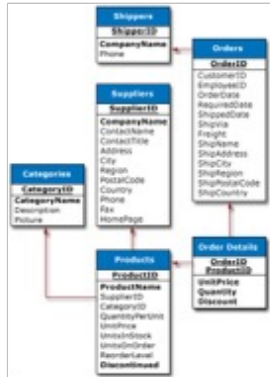 Shippers
ShipperID
CompanyName
Phone
Orders
OrderID
CustomerID
EmployeeID
OrderDate
RequiredDate
ShippedDate
ShipVia
Freight
ShipName
ShipAddress
ShipCity
ShipRegion
ShipPostalCode
ShipCountry
Suppliers
SupplierID
CompanyName
ContactName
ContactTitle
Address
City
Region
PostalCode
Country
Phone
Fax
HomePage
Categories
CategoryID
CategoryName
Description
Picture
Products
ProductID
ProductName
SupplierID
CategoryID
QuantityPerUnit
UnitPrice
UnitsInStock
UnitsOnOrder
ReorderLevel
Discontinued
Order Details
OrderID
ProductID
UnitPrice
Quantity
Discount